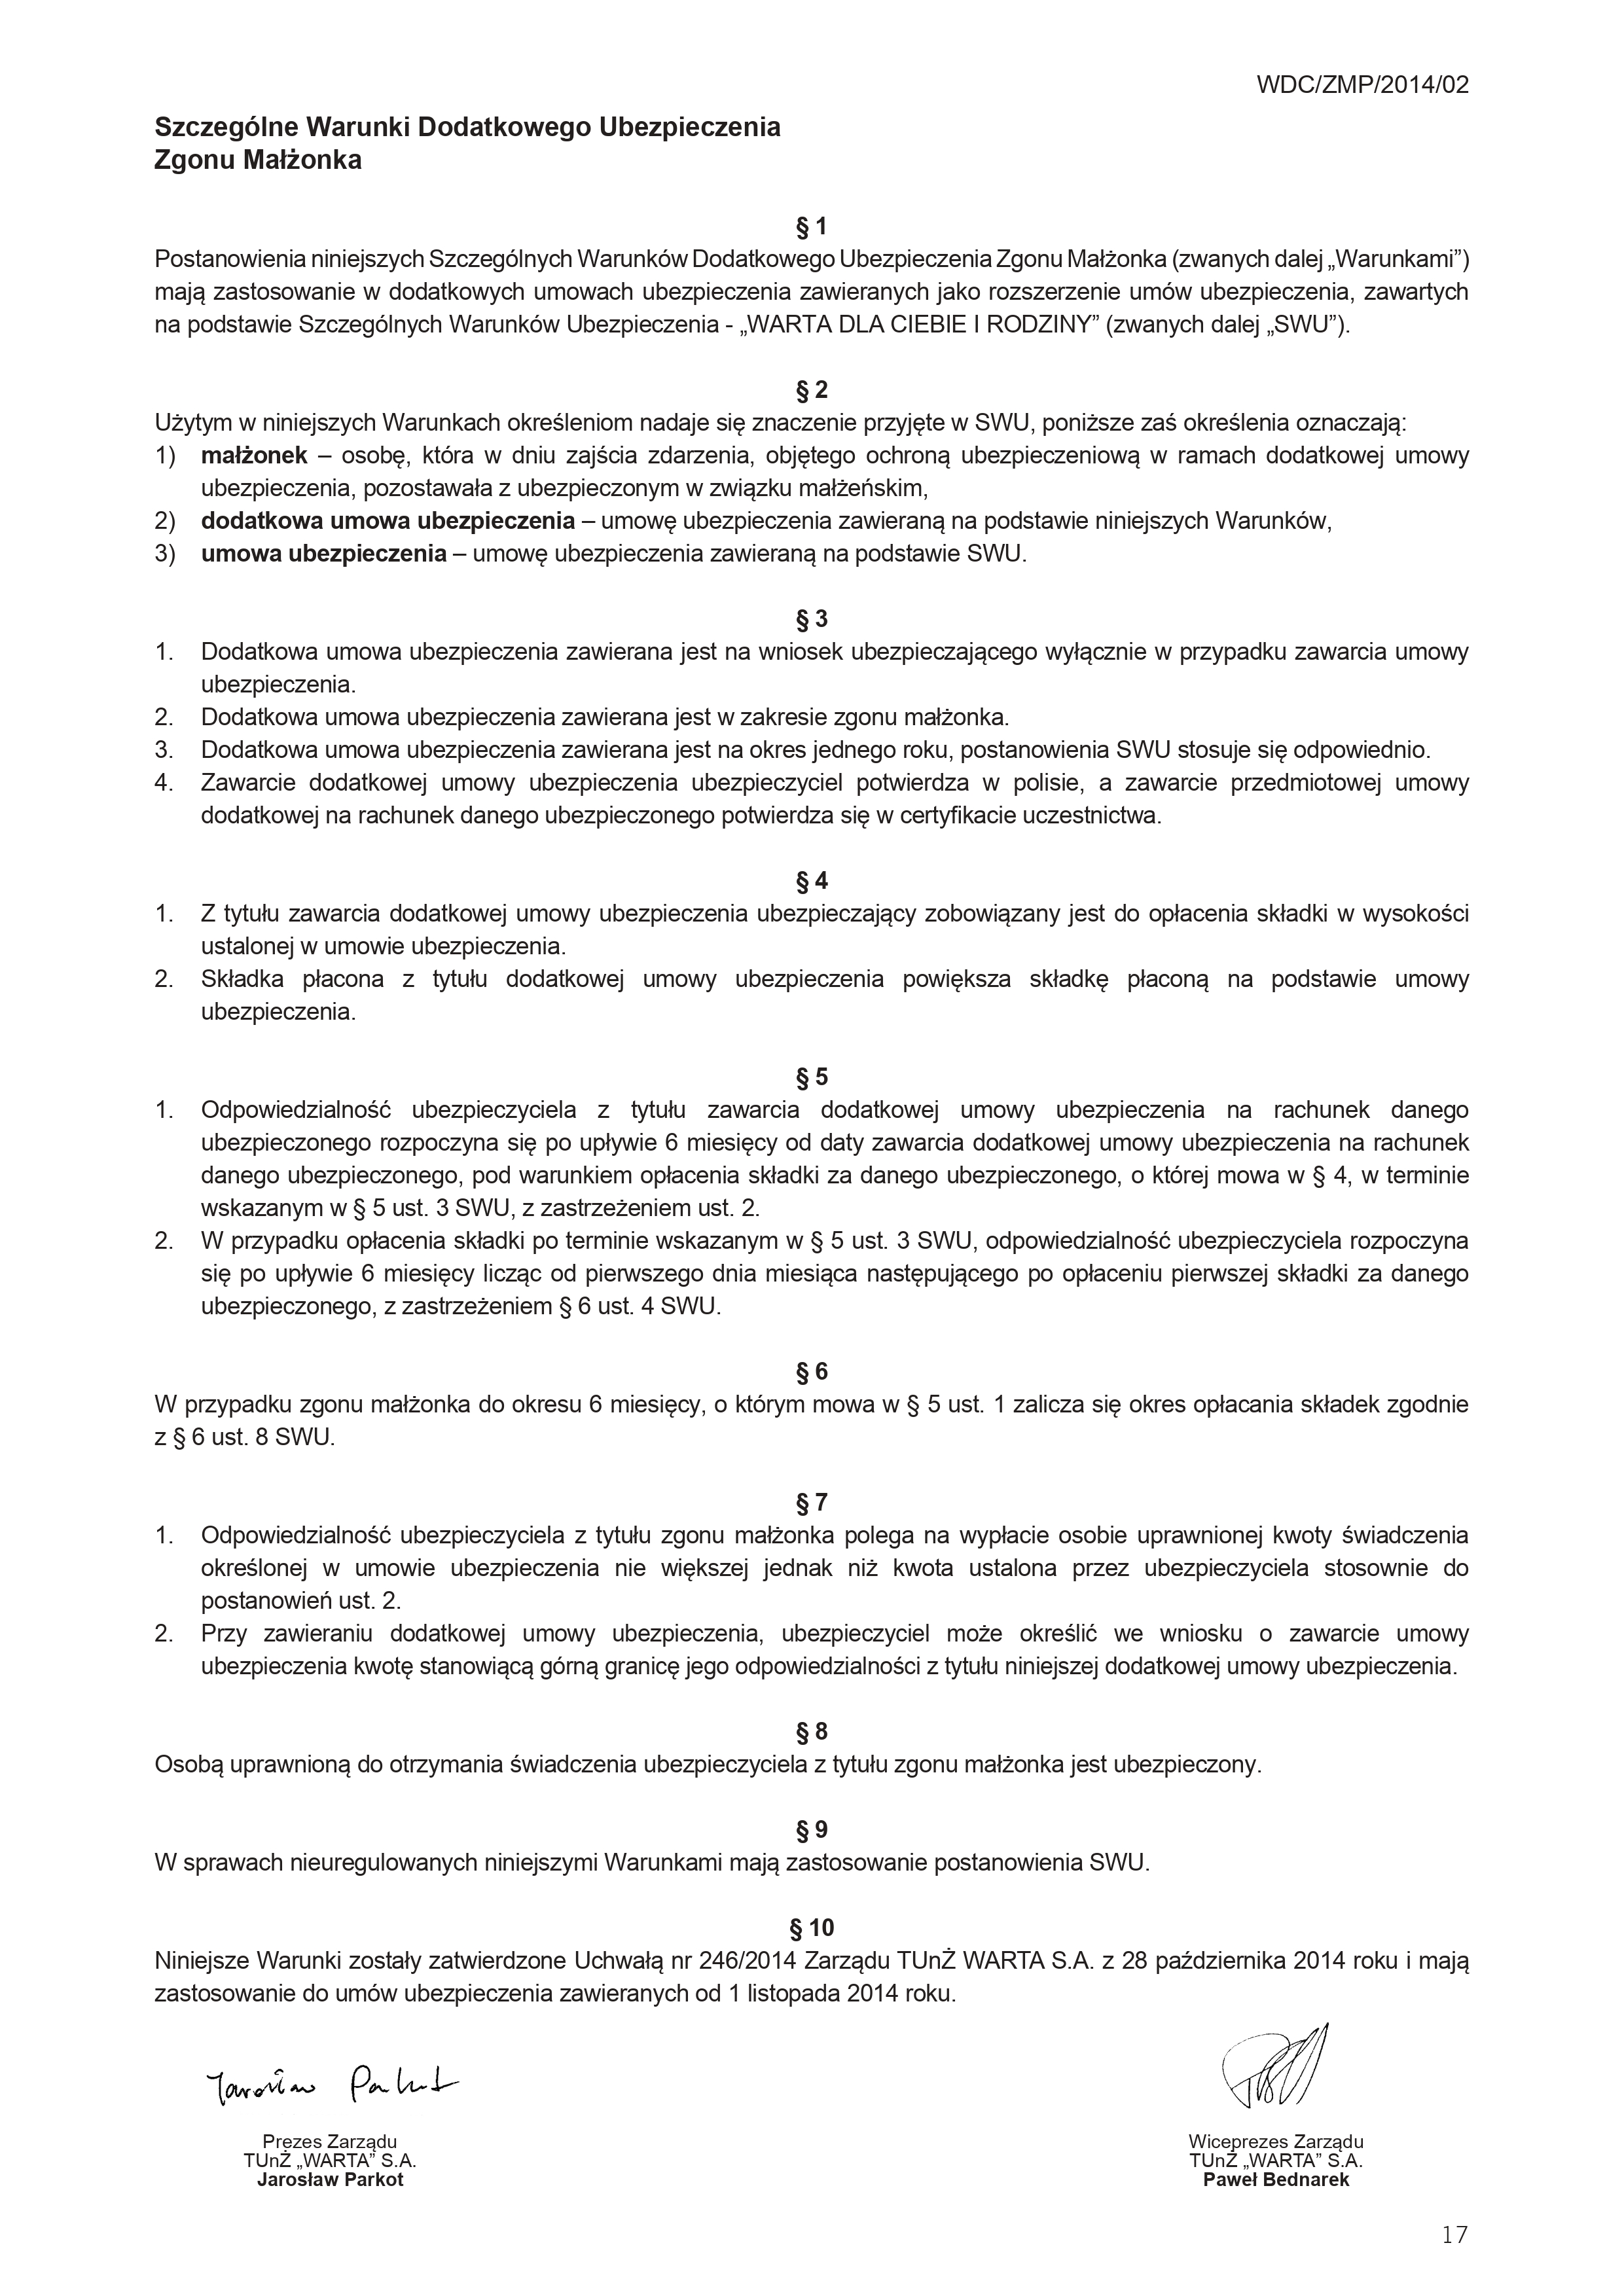 WDC/ZMP/2014/02
Szczególne Warunki Dodatkowego Ubezpieczenia
Zgonu Małżonka
§ 1
Postanowienia niniejszych Szczególnych Warunków Dodatkowego Ubezpieczenia Zgonu Małżonka (zwanych dalej „Warunkami”)
mają zastosowanie w dodatkowych umowach ubezpieczenia zawieranych jako rozszerzenie umów ubezpieczenia, zawartych
na podstawie Szczególnych Warunków Ubezpieczenia - „WARTA DLA CIEBIE I RODZINY” (zwanych dalej „SWU”).
§ 2
Użytym w niniejszych Warunkach określeniom nadaje się znaczenie przyjęte w SWU, poniższe zaś określenia oznaczają:
1) małżonek – osobę, która w dniu zajścia zdarzenia, objętego ochroną ubezpieczeniową w ramach dodatkowej umowy
ubezpieczenia, pozostawała z ubezpieczonym w związku małżeńskim,
2) dodatkowa umowa ubezpieczenia – umowę ubezpieczenia zawieraną na podstawie niniejszych Warunków,
3) umowa ubezpieczenia – umowę ubezpieczenia zawieraną na podstawie SWU.
§ 3
1. Dodatkowa umowa ubezpieczenia zawierana jest na wniosek ubezpieczającego wyłącznie w przypadku zawarcia umowy
ubezpieczenia.
2. Dodatkowa umowa ubezpieczenia zawierana jest w zakresie zgonu małżonka.
3. Dodatkowa umowa ubezpieczenia zawierana jest na okres jednego roku, postanowienia SWU stosuje się odpowiednio.
4. Zawarcie dodatkowej umowy ubezpieczenia ubezpieczyciel potwierdza w polisie, a zawarcie przedmiotowej umowy
dodatkowej na rachunek danego ubezpieczonego potwierdza się w certyfikacie uczestnictwa.
§ 4
1. Z tytułu zawarcia dodatkowej umowy ubezpieczenia ubezpieczający zobowiązany jest do opłacenia składki w wysokości
ustalonej w umowie ubezpieczenia.
2. Składka płacona z tytułu dodatkowej umowy ubezpieczenia powiększa składkę płaconą na podstawie umowy
ubezpieczenia.
§ 5
1. Odpowiedzialność ubezpieczyciela z tytułu zawarcia dodatkowej umowy ubezpieczenia na rachunek danego
ubezpieczonego rozpoczyna się po upływie 6 miesięcy od daty zawarcia dodatkowej umowy ubezpieczenia na rachunek
danego ubezpieczonego, pod warunkiem opłacenia składki za danego ubezpieczonego, o której mowa w § 4, w terminie
wskazanym w § 5 ust. 3 SWU, z zastrzeżeniem ust. 2.
2. W przypadku opłacenia składki po terminie wskazanym w § 5 ust. 3 SWU, odpowiedzialność ubezpieczyciela rozpoczyna
się po upływie 6 miesięcy licząc od pierwszego dnia miesiąca następującego po opłaceniu pierwszej składki za danego
ubezpieczonego, z zastrzeżeniem § 6 ust. 4 SWU.
§ 6
W przypadku zgonu małżonka do okresu 6 miesięcy, o którym mowa w § 5 ust. 1 zalicza się okres opłacania składek zgodnie
z § 6 ust. 8 SWU.
§ 7
1. Odpowiedzialność ubezpieczyciela z tytułu zgonu małżonka polega na wypłacie osobie uprawnionej kwoty świadczenia
określonej w umowie ubezpieczenia nie większej jednak niż kwota ustalona przez ubezpieczyciela stosownie do
postanowień ust. 2.
2. Przy zawieraniu dodatkowej umowy ubezpieczenia, ubezpieczyciel może określić we wniosku o zawarcie umowy
ubezpieczenia kwotę stanowiącą górną granicę jego odpowiedzialności z tytułu niniejszej dodatkowej umowy ubezpieczenia.
§ 8
Osobą uprawnioną do otrzymania świadczenia ubezpieczyciela z tytułu zgonu małżonka jest ubezpieczony.
§ 9
W sprawach nieuregulowanych niniejszymi Warunkami mają zastosowanie postanowienia SWU.
§ 10
Niniejsze Warunki zostały zatwierdzone Uchwałą nr 246/2014 Zarządu TUnŻ WARTA S.A. z 28 października 2014 roku i mają
zastosowanie do umów ubezpieczenia zawieranych od 1 listopada 2014 roku.
Jarosław Parkot
Prezes Zarządu
TUnŻ „WARTA” S.A.
Jarosław Parkot
Wiceprezes Zarządu
TUnŻ „WARTA” S.A.
Paweł Bednarek
17